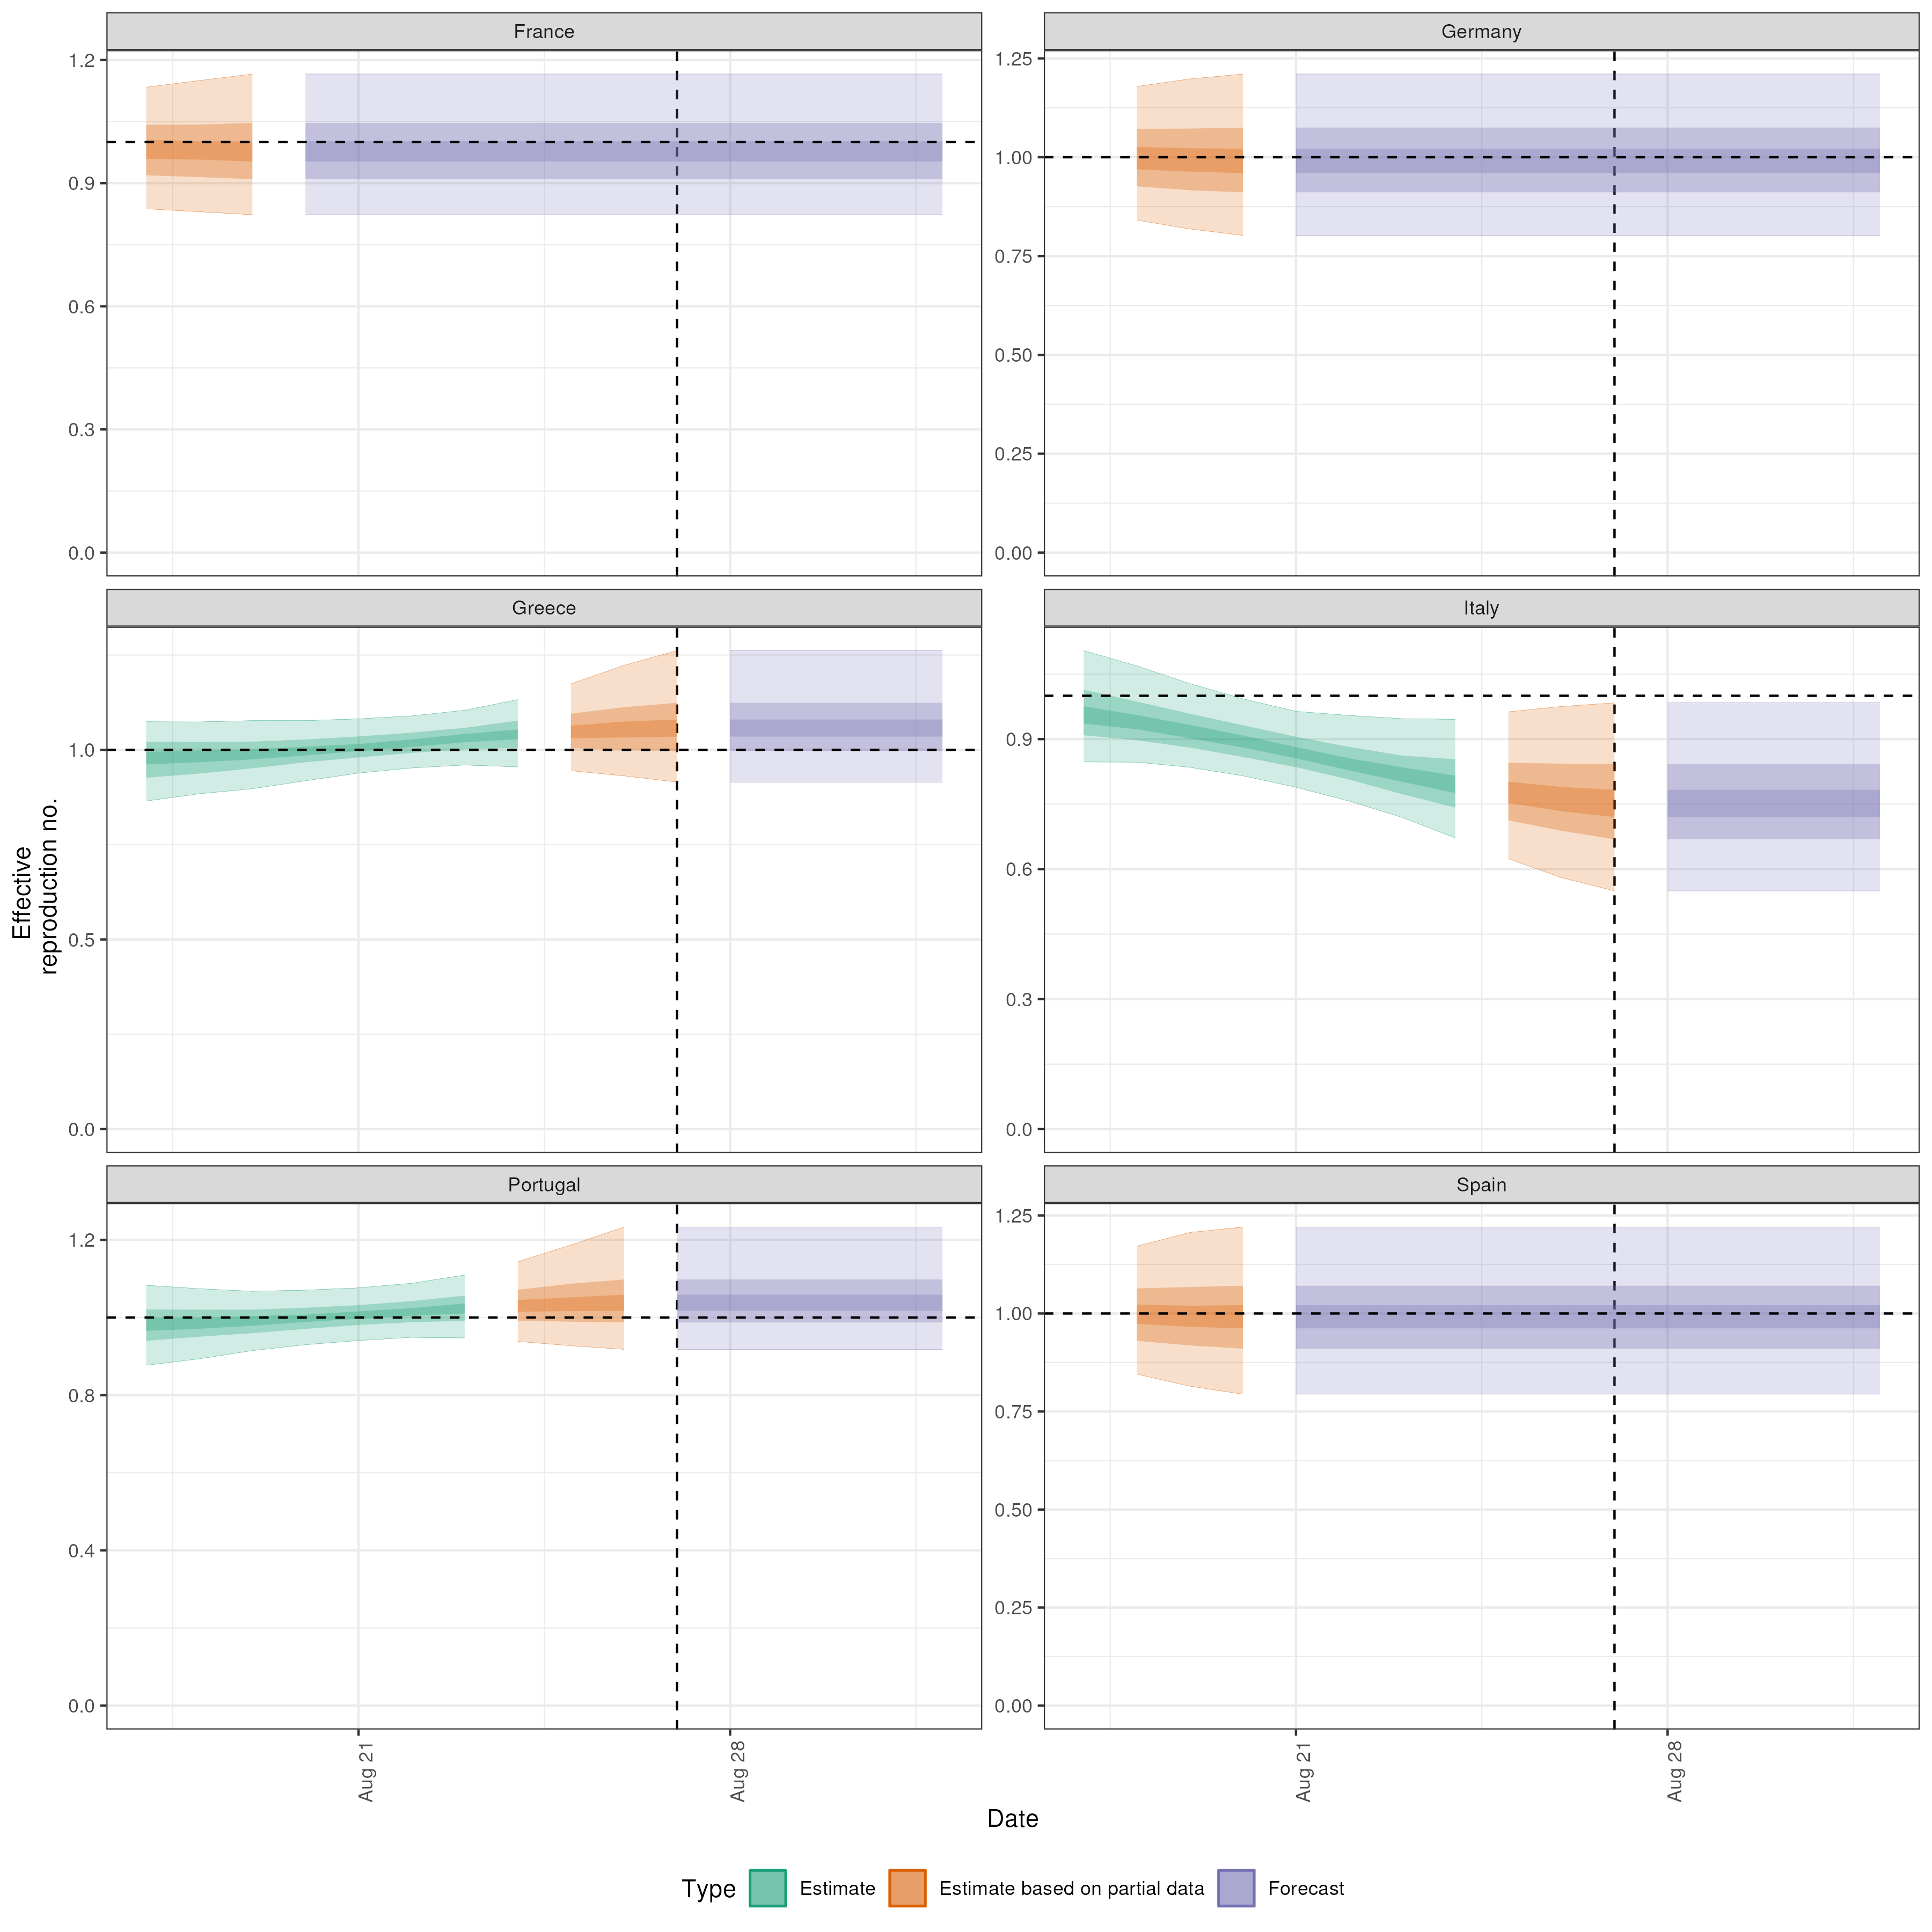 France
Germany
1.2
0.9
0.6
0.3
0.0
1.25
1.00
0.75
0.50
0.25
0.00
Greece
Italy
1.0
0.5
0.0
0.9
0.6
0.3
0.0
Effective
reproduction no.
Portugal
Spain
1.2
0.8
0.4
0.0
1.25
1.00
0.75
0.50
0.25
0.00
Aug 21
Aug 28
Aug 21
Aug 28
Date
Type Estimate Estimate based on partial data Forecast